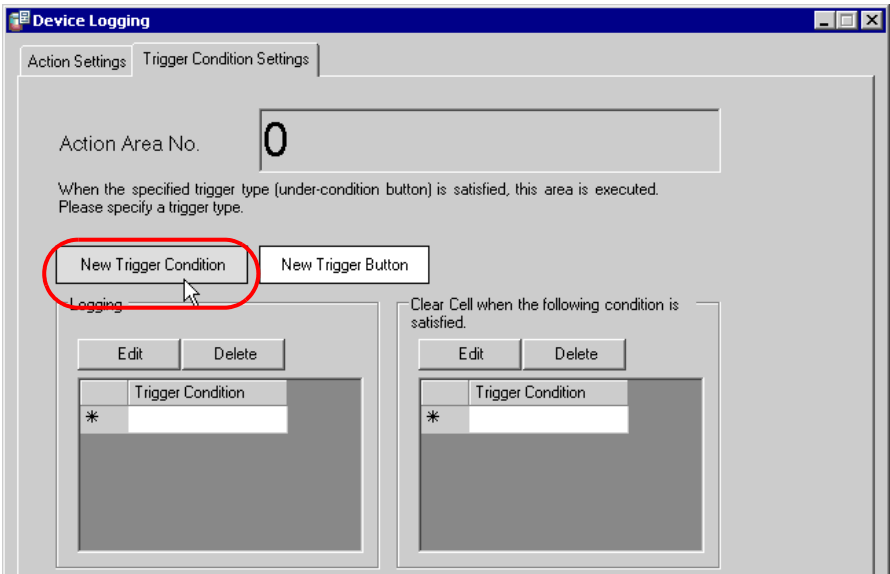 Device Logging
Action Settings
Trigger Condition Settings
Action Area No.
0
When the specified trigger type (under-condition button) is satisfied, this area is executed.
Please specify a trigger type.
New Trigger Condition
New Trigger Button
Logging
Edit
Delete
Trigger Condition
Clear Cell when the following condition is
satisfied.
Edit
Delete
Trigger Condition